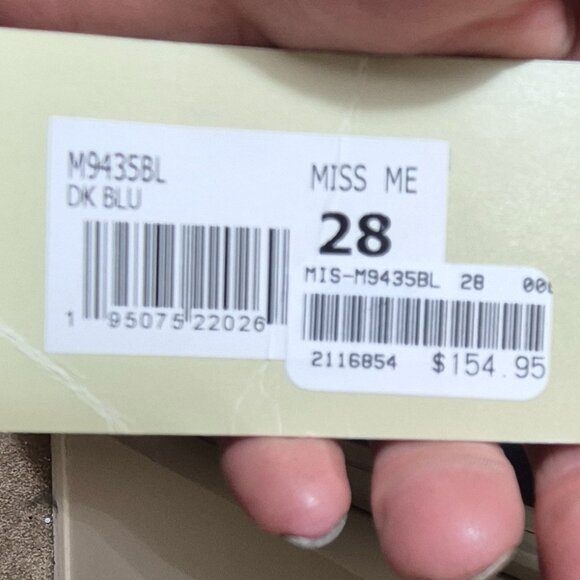 M9435BL
DK BLU
1 95075 22026
MISS ME
28
MIS-M9435BL 28
2116854 $154.95